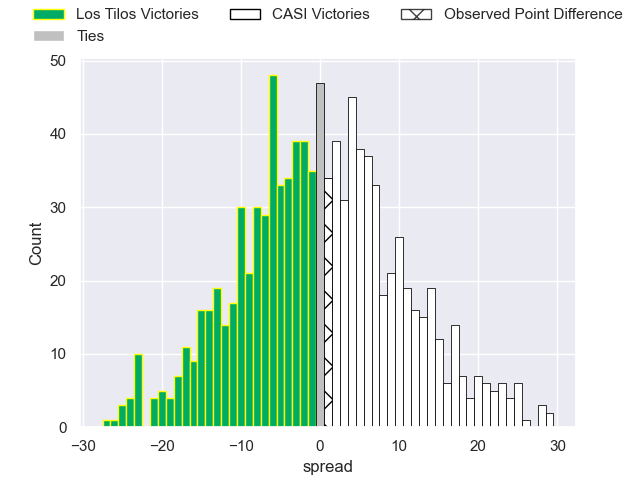 Los Tilos Victories CASI Victories Observed Point Difference
Ties
50
40
30
20
10
0
Count
−30 −20 −10 0 10 20 30
spread